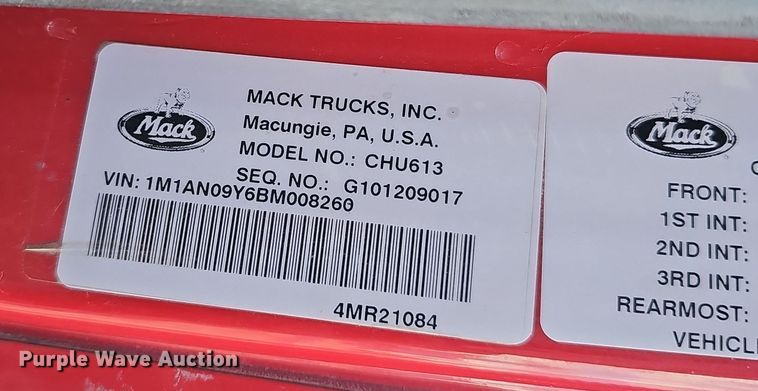 Mack
MACK TRUCKS, INC.
Macungie, PA, U.S.A.
MODEL NO.: CHU613
SEQ. NO.: G101209017
VIN: 1M1AN09Y6BM008260
4MR21084
Mack
FRONT:
1ST INT:
2ND INT:
3RD INT:
REARMOST:
Purple Wave Auction